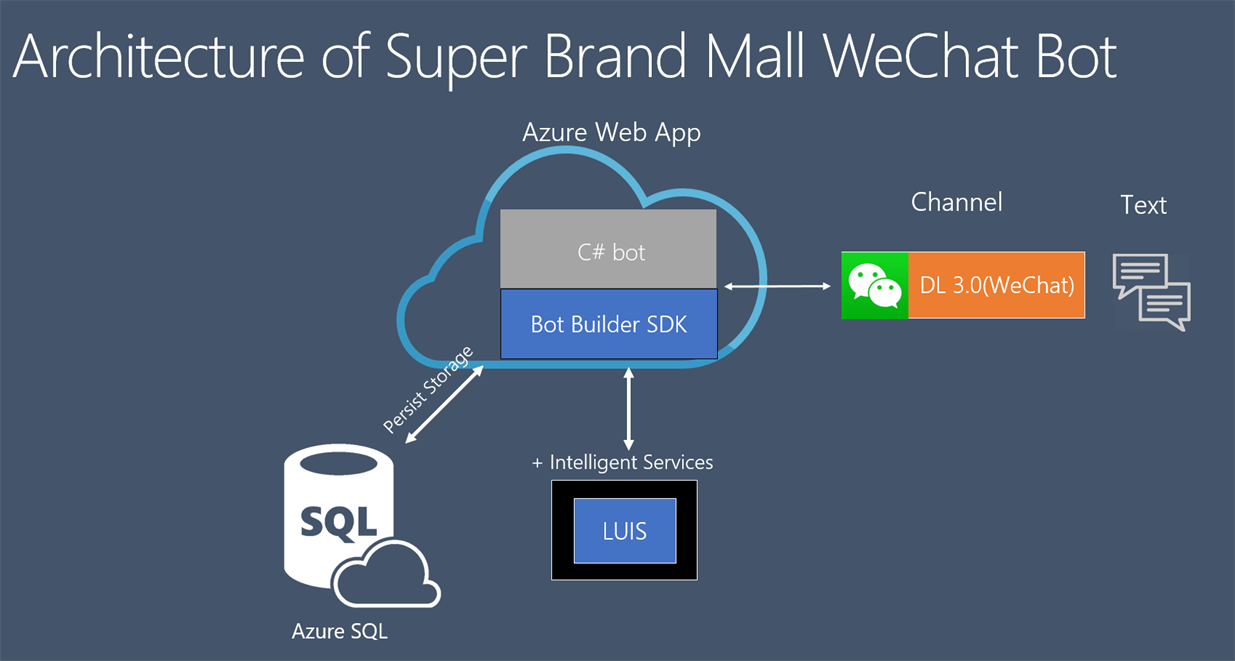 Architecture of Super Brand Mall WeChat Bot
Azure Web App
Channel
Text
C# bot
DL 3.0(WeChat)
Bot Builder SDK
Persist Storage
+ Intelligent Services
SQL
LUIS
Azure SQL